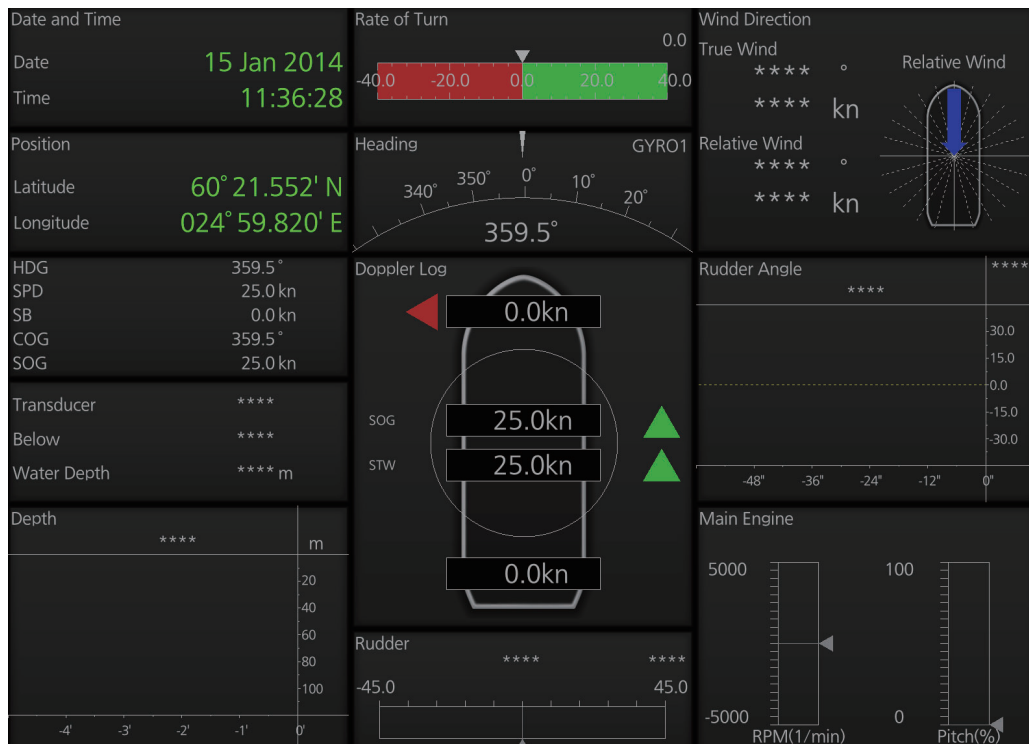 Date and Time
Date 15 Jan 2014
Time 11:36:28
Rate of Turn
0.0
-40.0 -20.0 0.0 20.0 40.0
Wind Direction
True Wind
**** °
**** kn
Relative Wind
**** °
**** kn
Relative Wind
Position
Latitude 60° 21.552' N
Longitude 024° 59.820' E
Heading GYRO1
340° 350° 0° 10° 20°
359.5°
HDG 359.5°
SPD 25.0 kn
SB 0.0 kn
COG 359.5°
SOG 25.0 kn
Doppler Log
0.0kn
SOG 25.0kn
STW 25.0kn
0.0kn
Rudder Angle
**** ****
30.0
15.0
0.0
-15.0
-30.0
-48" -36" -24" -12" 0"
Transducer ****
Below ****
Water Depth **** m
Depth
**** m
20
40
60
80
100
-4' -3' -2' -1' 0'
Rudder
**** ****
-45.0 45.0
Main Engine
5000 100
-5000 0
RPM(1/min) Pitch(%)